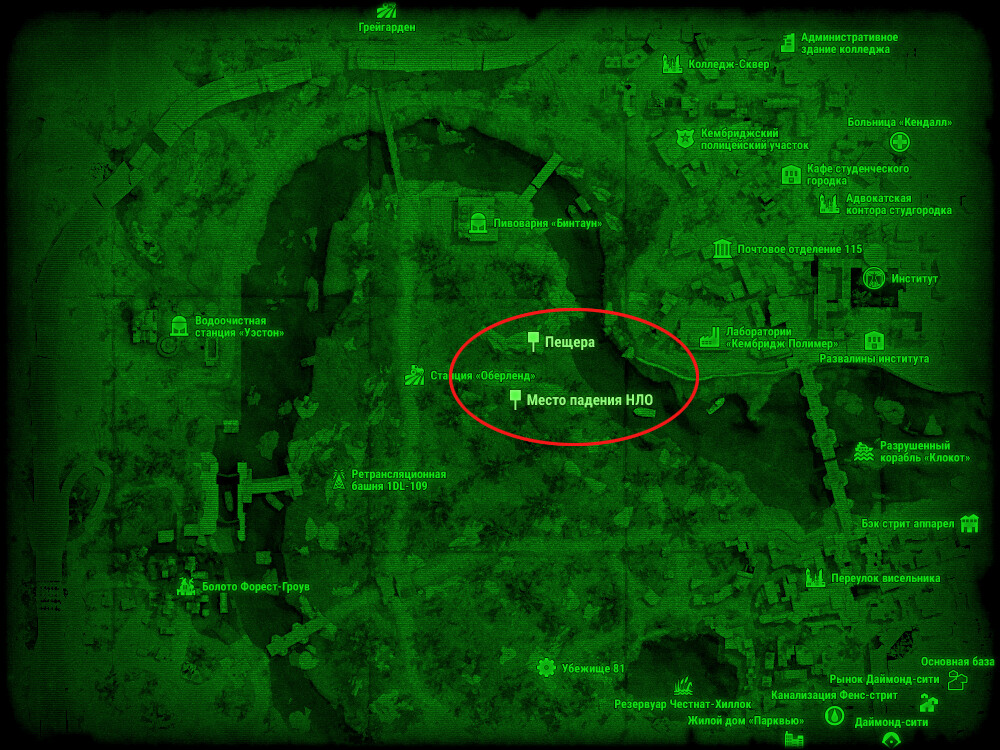 Грейгарден
Административное
здание колледжа
Колледж-Сквер
Больница «Кендалл»
Кембриджский
полицейский участок
Кафе студенческого
городка
Адвокатская
контора студгородка
Пивоварня «Бинтаун»
Почтовое отделение 115
Институт
Водоочистная
станция «Уэстон»
Лаборатории
«Кембридж Полимер»
Пещера
Развалины института
Станция «Оберленд»
Место падения НЛО
Разрушенный
корабль «Клокот»
Ретрансляционная
башня 1DL-109
Бэк стрит аппарел
Переулок висельника
Болото Форест-Гроув
Основная база
Убежище 81
Рынок Даймонд-сити
Канализация Фенс-стрит
Резервуар Честнат-Хиллок
Жилой дом «Парквью»
Даймонд-сити